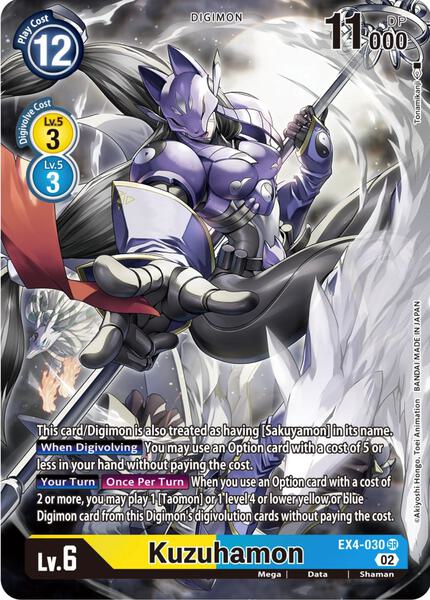 DIGIMON
Play Cost
12
11000
DP
Digivolve Cost
Lv.5
3
Lv.5
3
Tonamikanji
This card/Digimon is also treated as having [Sakuyamon] in its name.
When Digivolving You may use an Option card with a cost of 5 or
less in your hand without paying the cost.
Your Turn Once Per Turn When you use an Option card with a cost of
2 or more, you may play 1 [Taomon] or 1 level 4 or lower yellow or blue
Digimon card from this Digimon's digivolution cards without paying the cost.
©Akiyoshi Hongo, Toei Animation BANDAI MADE IN JAPAN
Lv.6
Kuzuhamon
EX4-030 SR
02
Mega Data Shaman